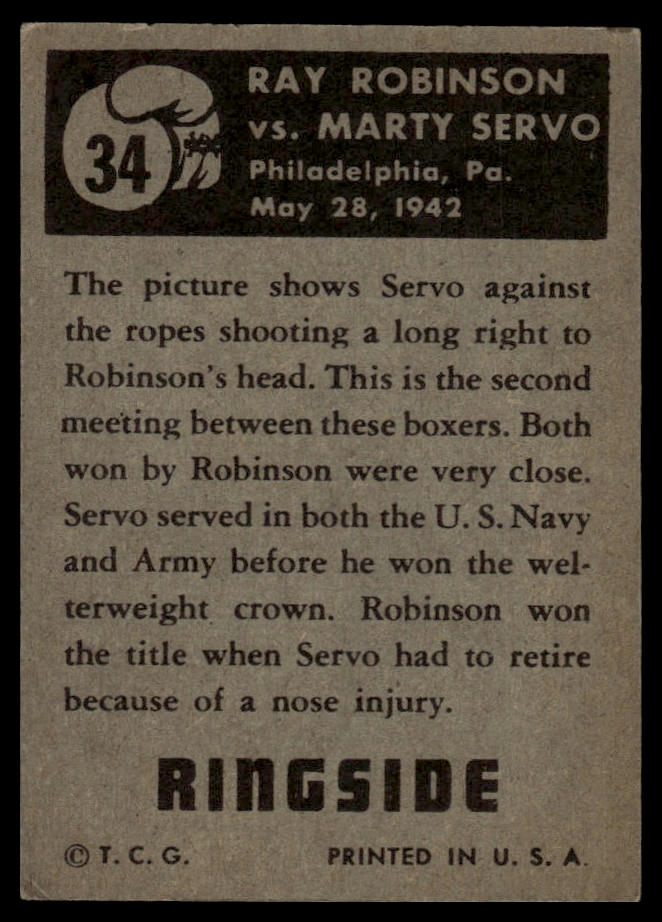 34
RAY ROBINSON
vs. MARTY SERVO
Philadelphia, Pa.
May 28, 1942
The picture shows Servo against
the ropes shooting a long right to
Robinson's head. This is the second
meeting between these boxers. Both
won by Robinson were very close.
Servo served in both the U. S. Navy
and Army before he won the wel-
terweight crown. Robinson won
the title when Servo had to retire
because of a nose injury.
RINGSIDE
© T. C. G.
PRINTED IN U. S. A.